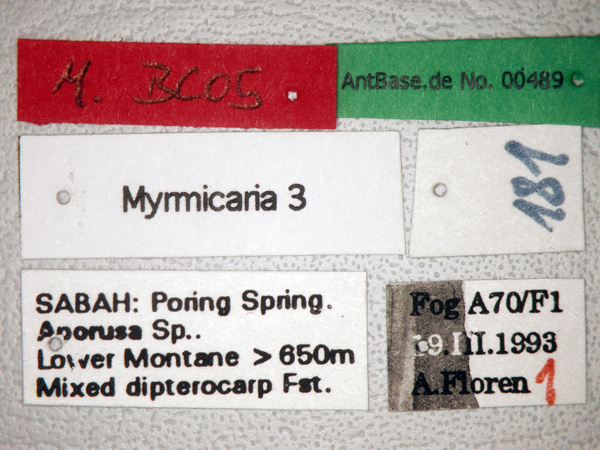 M. BC05
AntBase.de No. 00489
Myrmicaria 3
181
SABAH: Poring Spring.
Aporusa Sp..
Lower Montane > 650m
Mixed dipterocarp Fst.
Fog A70/F1
19.III.1993
A.Floren 1